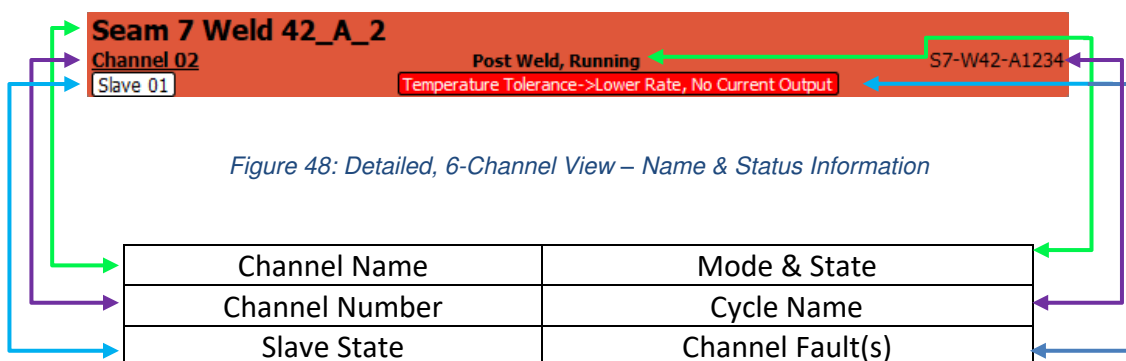 Seam 7 Weld 42_A_2
Channel 02 Post Weld, Running S7-W42-A1234
Slave 01 Temperature Tolerance->Lower Rate, No Current Output
Figure 48: Detailed, 6-Channel View – Name & Status Information
Channel Name Mode & State
Channel Number Cycle Name
Slave State Channel Fault(s)